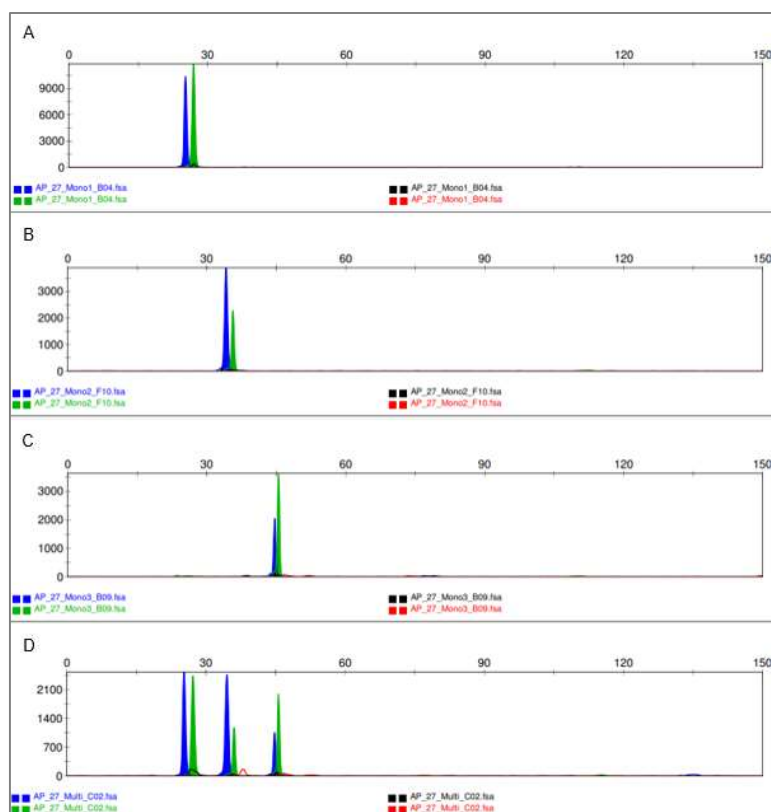 A
0 30 60 90 120 150
9000
6000
3000
0
AP_27_Mono1_B04.fsa AP_27_Mono1_B04.fsa
AP_27_Mono1_B04.fsa AP_27_Mono1_B04.fsa
B
0 30 60 90 120 150
3000
2000
1000
0
AP_27_Mono2_F10.fsa AP_27_Mono2_F10.fsa
AP_27_Mono2_F10.fsa AP_27_Mono2_F10.fsa
C
0 30 60 90 120 150
3000
2000
1000
0
AP_27_Mono3_B09.fsa AP_27_Mono3_B09.fsa
AP_27_Mono3_B09.fsa AP_27_Mono3_B09.fsa
D
0 30 60 90 120 150
2100
1400
700
0
AP_27_Multi_C02.fsa AP_27_Multi_C02.fsa
AP_27_Multi_C02.fsa AP_27_Multi_C02.fsa